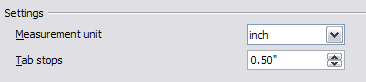 Settings
Measurement unit inch
Tab stops 0.50"